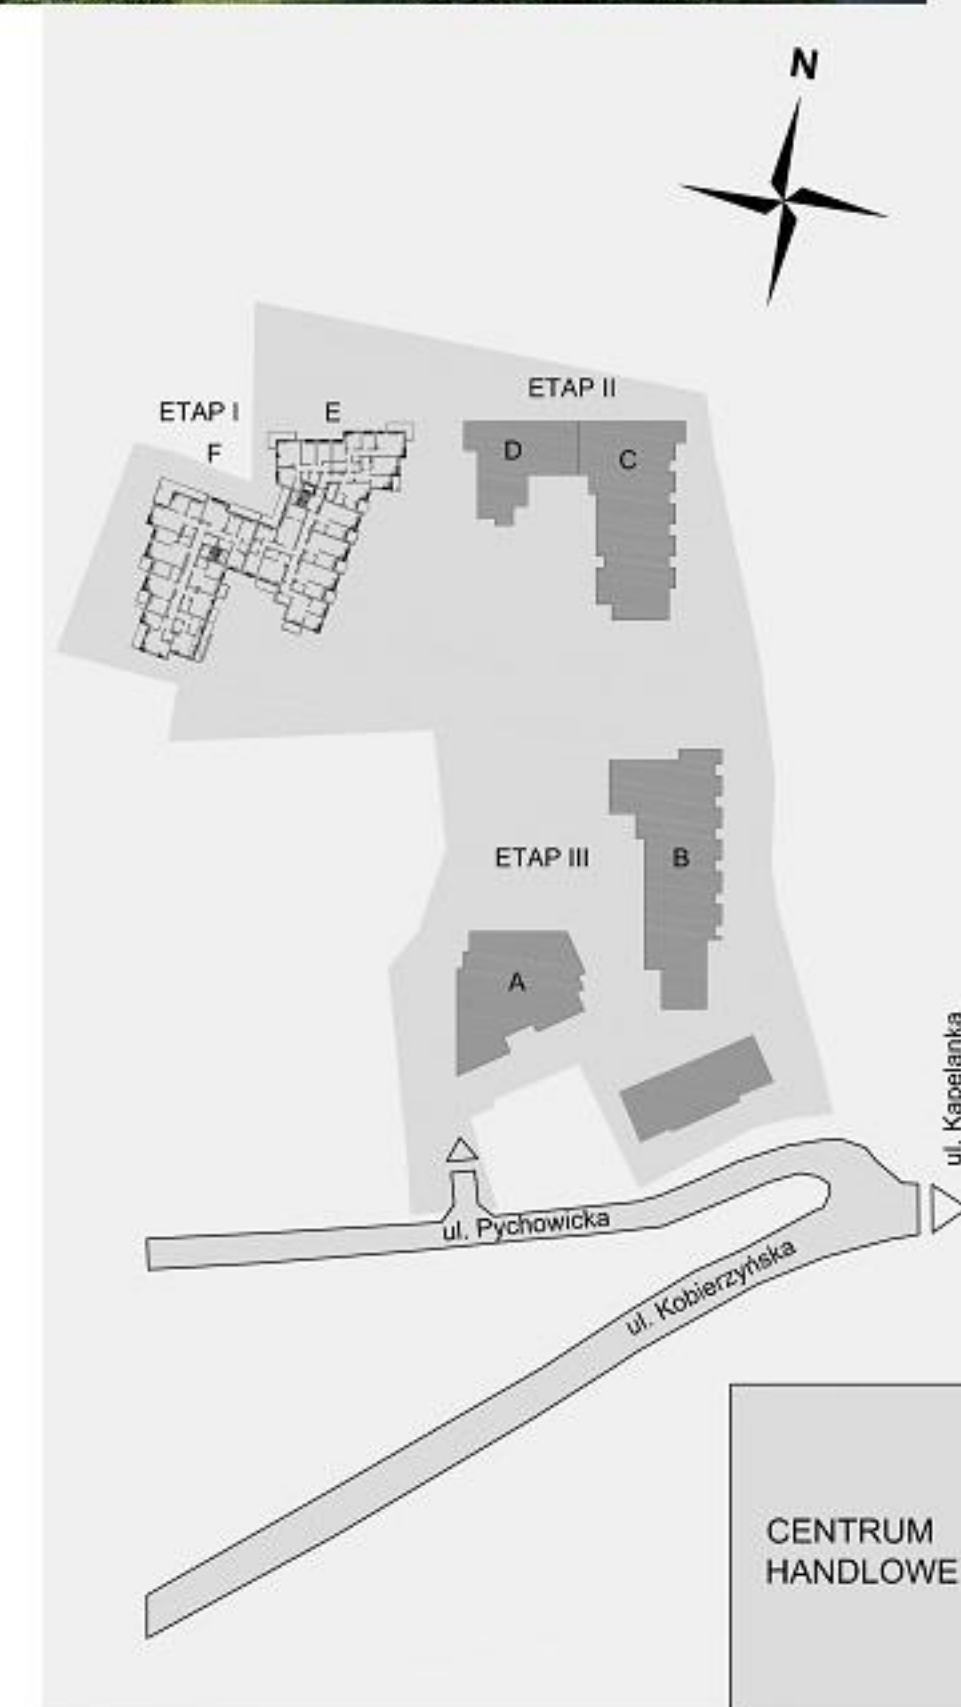 N
ETAP II
ETAP I
E
F
D
C
ETAP III
B
A
ul. Kapelanka
ul. Pychowicka
ul. Kobierzyńska
CENTRUM
HANDLOWE